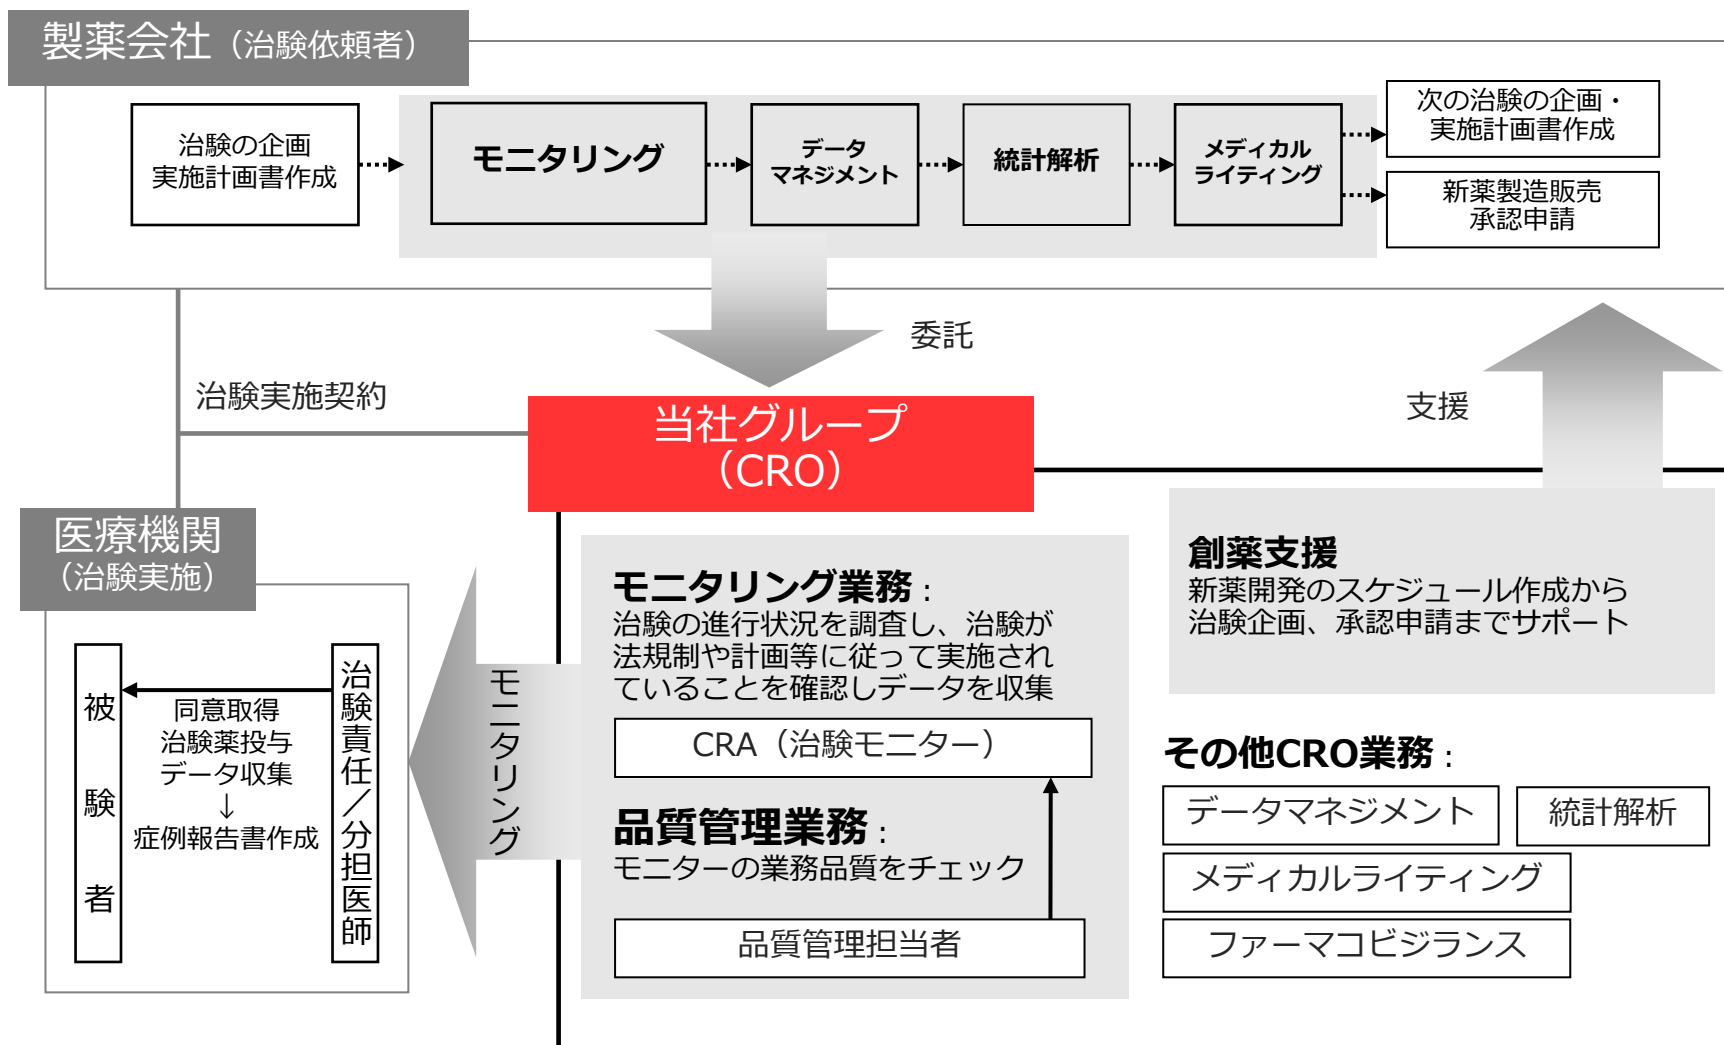 製薬会社（治験依頼者）
治験の企画
実施計画書作成
モニタリング
データ
マネジメント
統計解析
メディカル
ライティング
次の治験の企画・
実施計画書作成
新薬製造販売
承認申請
委託
治験実施契約
支援
当社グループ
（CRO）
医療機関
（治験実施）
被験者
同意取得
治験薬投与
データ収集
↓
症例報告書作成
治験責任／分担医師
モニタリング
モニタリング業務：
治験の進行状況を調査し、治験が
法規制や計画等に従って実施され
ていることを確認しデータを収集
CRA（治験モニター）
品質管理業務：
モニターの業務品質をチェック
品質管理担当者
創薬支援
新薬開発のスケジュール作成から
治験企画、承認申請までサポート
その他CRO業務：
データマネジメント
統計解析
メディカルライティング
ファーマコビジランス